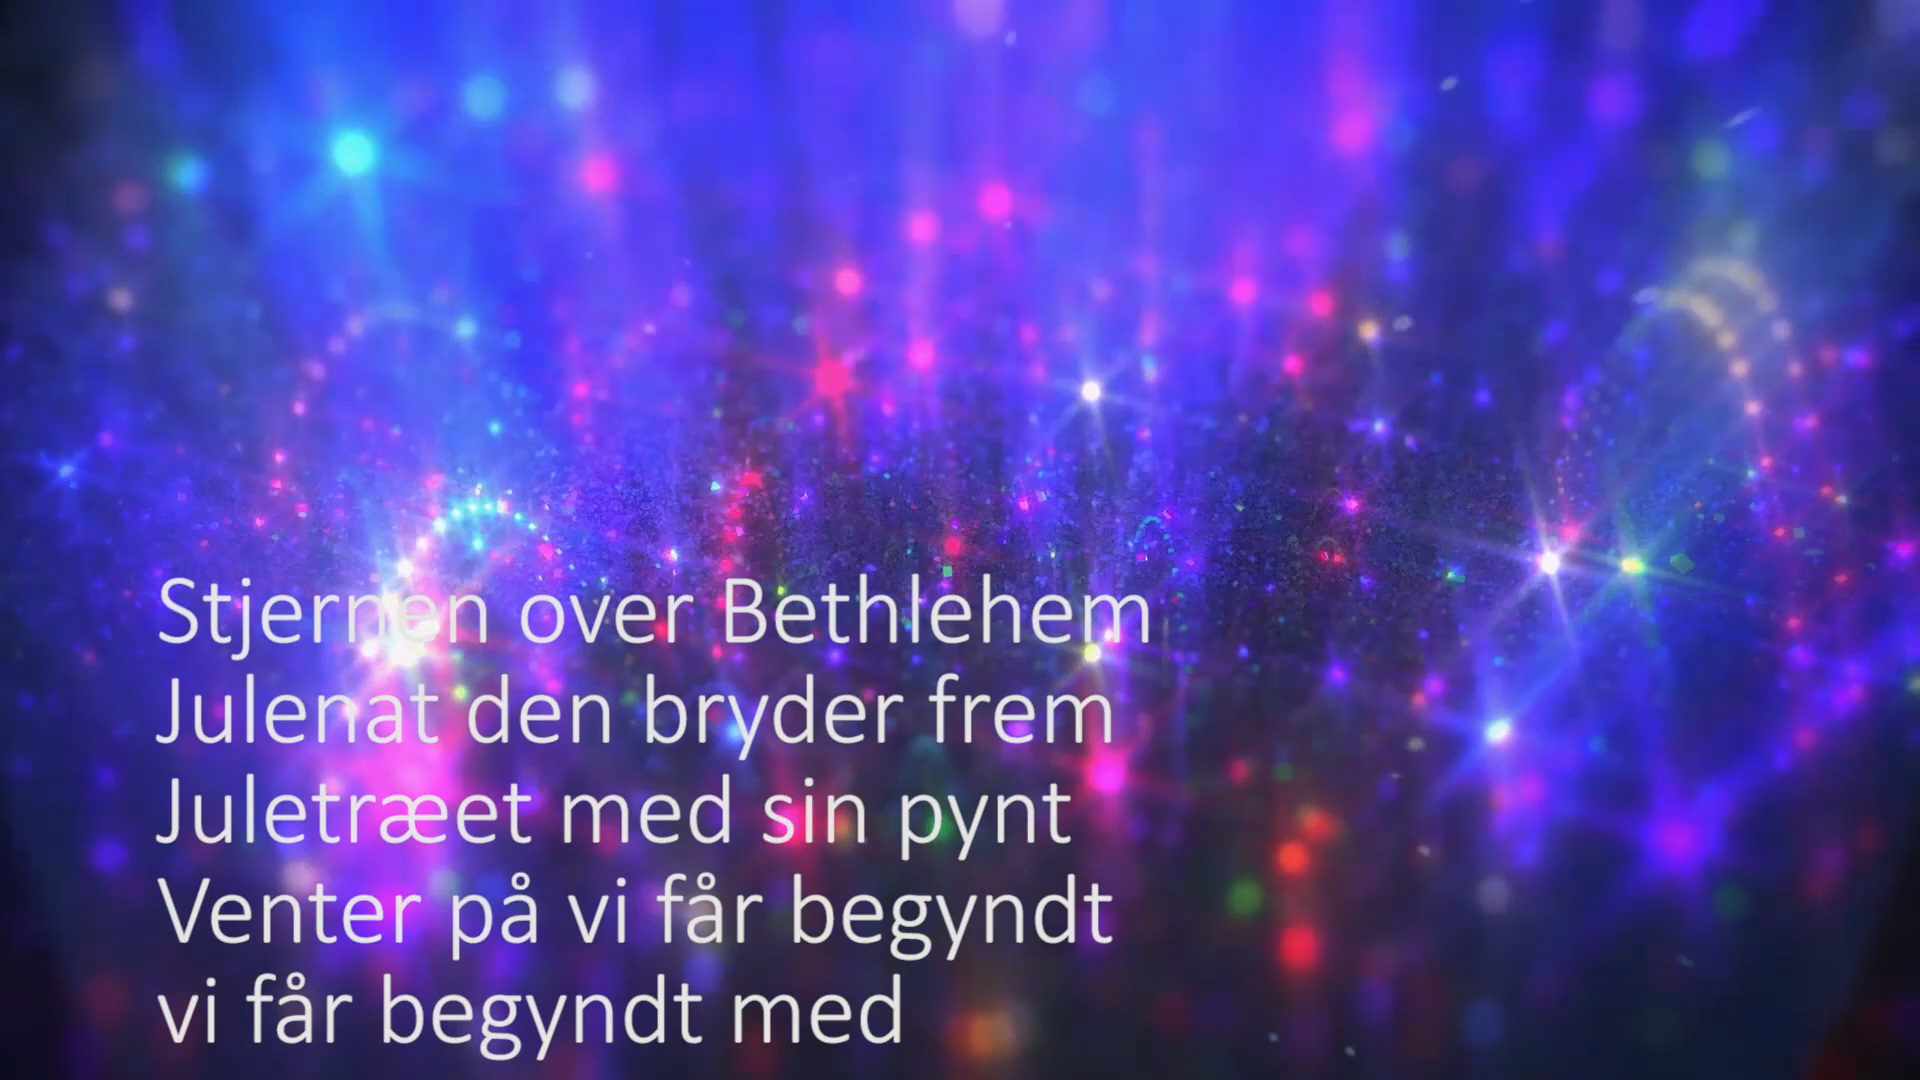 Stjernen over Bethlehem
Julenat den bryder frem
Juletræet med sin pynt
Venter på vi får begyndt
vi får begyndt med